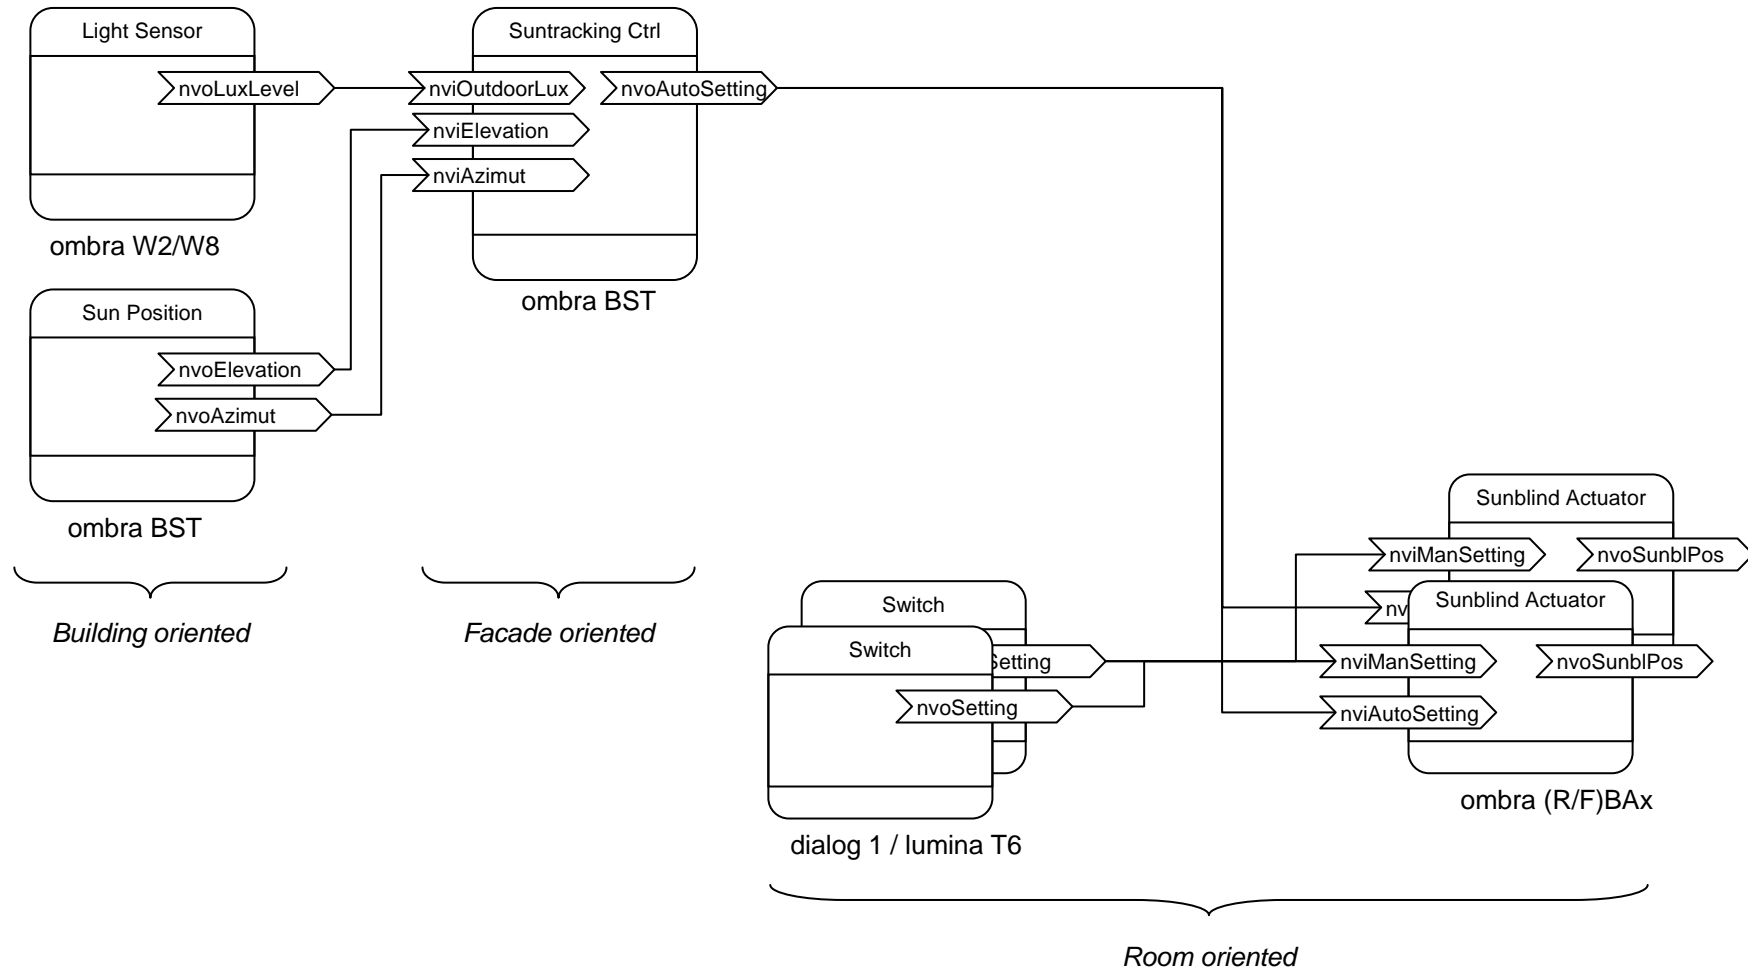 Light Sensor
nvoLuxLevel
ombra W2/W8
Sun Position
nvoElevation
nvoAzimut
ombra BST
Building oriented
Suntracking Ctrl
nviOutdoorLux
nvoAutoSetting
nviElevation
nviAzimut
ombra BST
Facade oriented
Switch
Setting
Switch
nvoSetting
dialog 1 / lumina T6
Sunblind Actuator
nviManSetting
nvoSunblPos
nv
Sunblind Actuator
nviManSetting
nvoSunblPos
nviAutoSetting
ombra (R/F)BAx
Room oriented